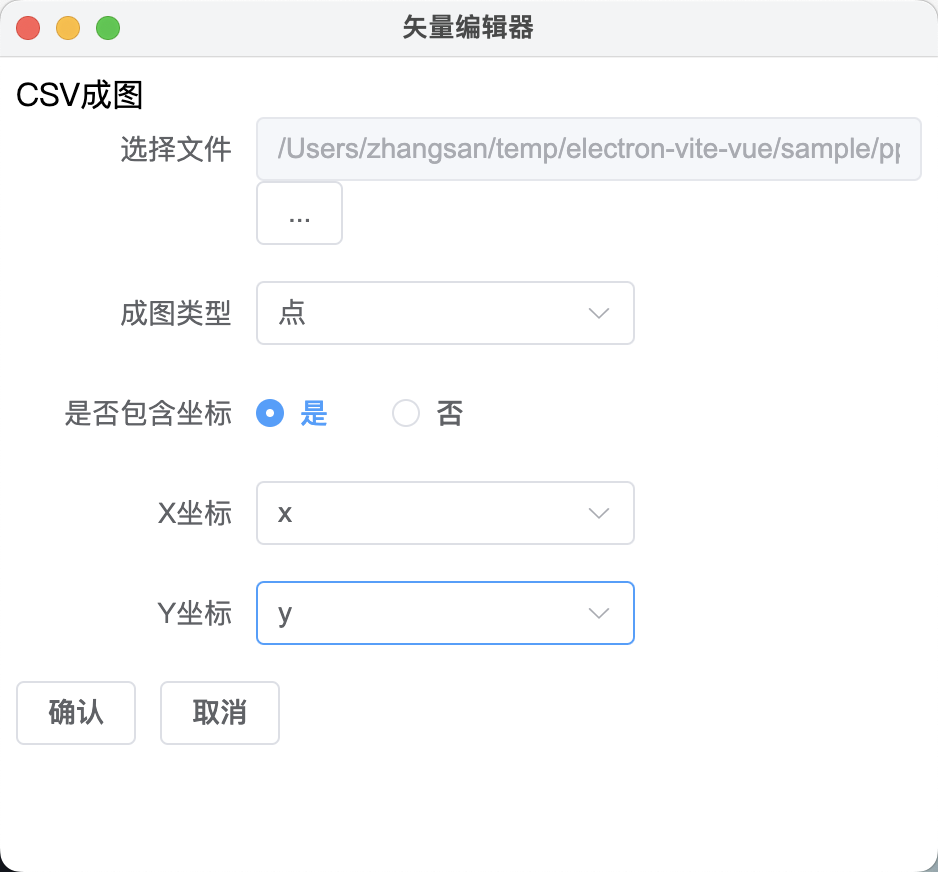 矢量编辑器
CSV成图
选择文件 /Users/zhangsan/temp/electron-vite-vue/sample/pp
...
成图类型 点
是否包含坐标 是 否
X坐标 x
Y坐标 y
确认 取消